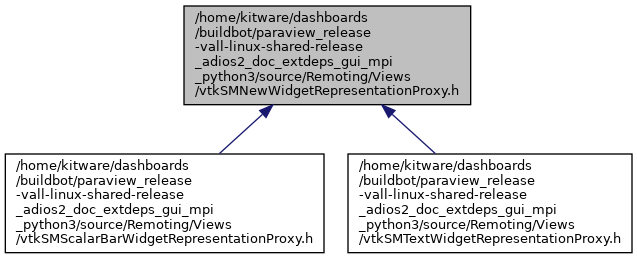 /home/kitware/dashboards
/buildbot/paraview_release
-vall-linux-shared-release
_adios2_doc_extdeps_gui_mpi
_python3/source/Remoting/Views
/vtkSMNewWidgetRepresentationProxy.h
/home/kitware/dashboards
/buildbot/paraview_release
-vall-linux-shared-release
_adios2_doc_extdeps_gui_mpi
_python3/source/Remoting/Views
/vtkSMScalarBarWidgetRepresentationProxy.h
/home/kitware/dashboards
/buildbot/paraview_release
-vall-linux-shared-release
_adios2_doc_extdeps_gui_mpi
_python3/source/Remoting/Views
/vtkSMTextWidgetRepresentationProxy.h